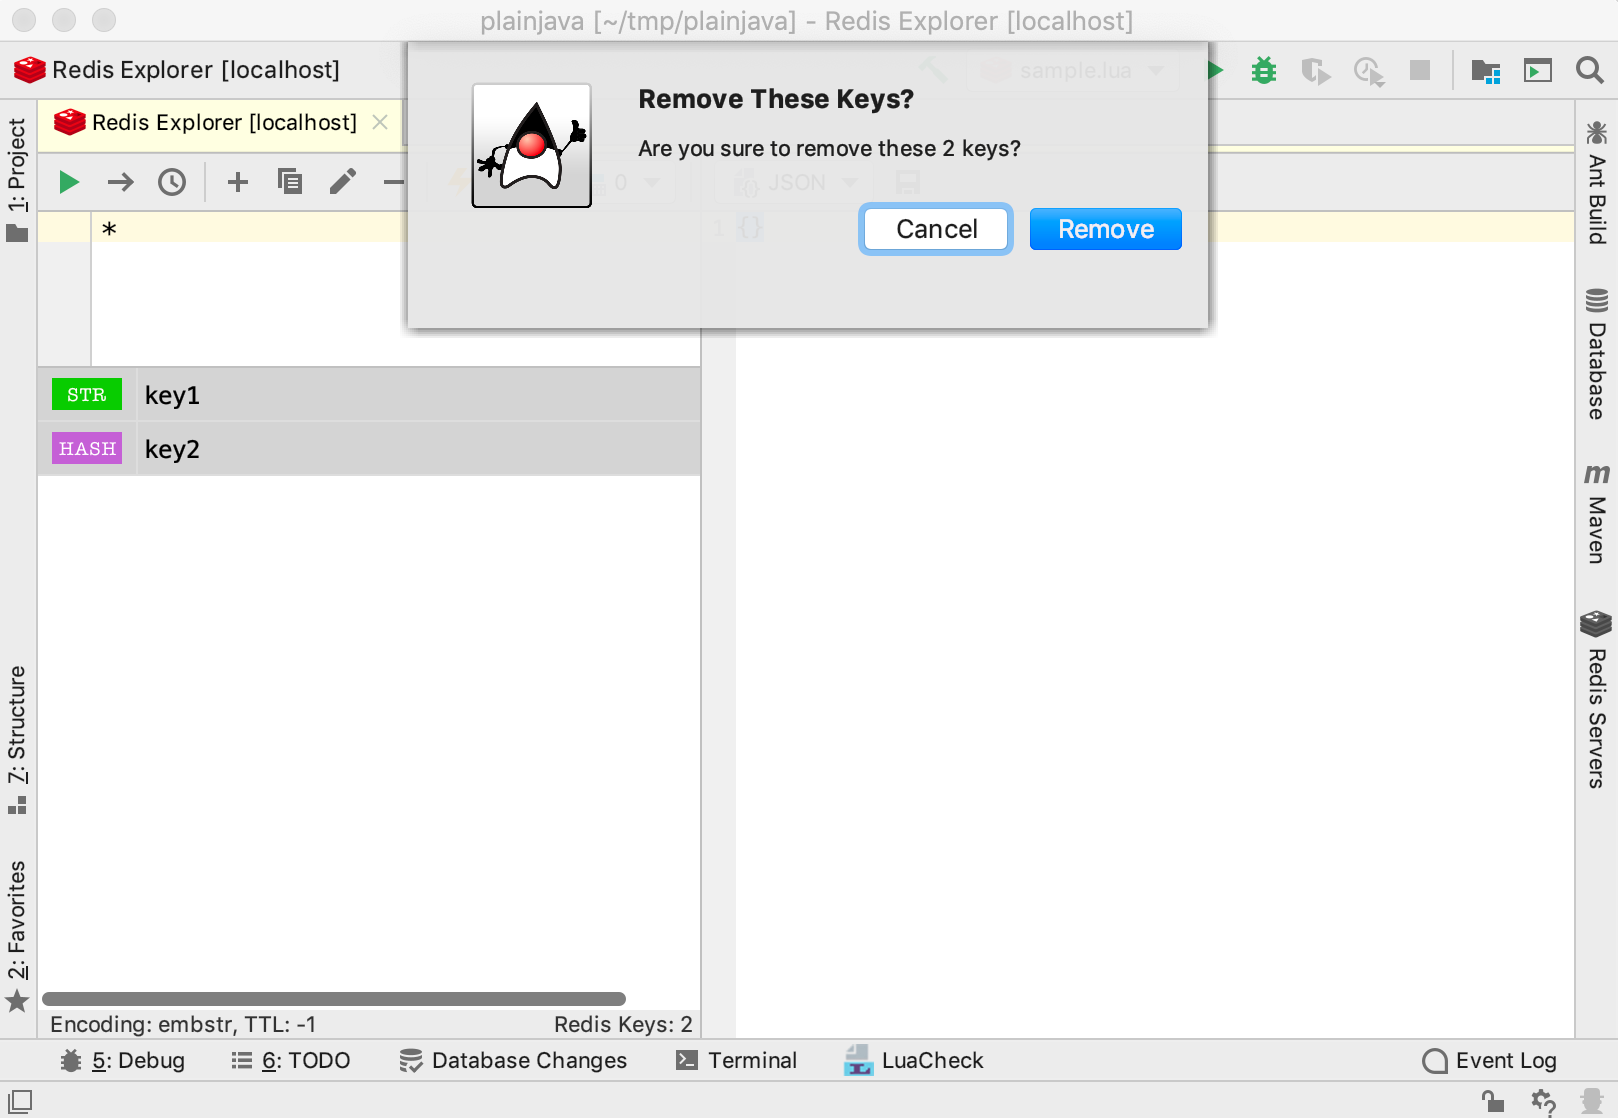 plainjava [~/tmp/plainjava] - Redis Explorer [localhost]
Redis Explorer [localhost]
sample.lua
Redis Explorer [localhost]
Remove These Keys?
Are you sure to remove these 2 keys?
0
JSON
Cancel
Remove
*
1 {}
STR key1
HASH key2
Encoding: embstr, TTL: -1
Redis Keys: 2
1: Project
7: Structure
2: Favorites
Ant Build
Database
m
Maven
Redis Servers
5: Debug
6: TODO
Database Changes
Terminal
LuaCheck
Event Log